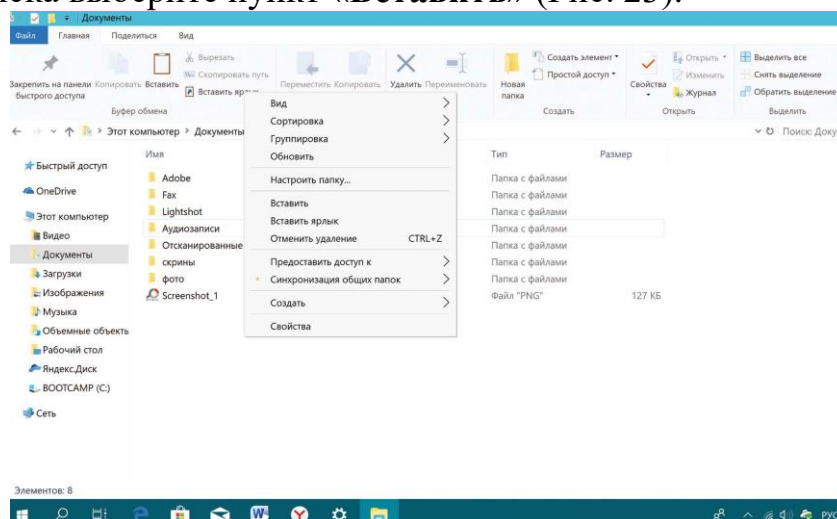 выберите пункт «Вставить» (Рис. 25).
Документы
Файл Главная Поделиться Вид
Закрепить на панели быстрого доступа
Копировать
Вставить
Вырезать
Скопировать путь
Вставить ярлык
Буфер обмена
Переместить
Копировать
Удалить
Переименовать
Новая папка
Создать элемент
Простой доступ
Создать
Свойства
Открыть
Изменить
Журнал
Открыть
Выделить все
Снять выделение
Обратить выделение
Выделить
Этот компьютер > Документы
Поиск: Доку
Имя Тип Размер
Быстрый доступ
OneDrive
Этот компьютер
Видео
Документы
Загрузки
Изображения
Музыка
Объемные объекты
Рабочий стол
Яндекс.Диск
BOOTCAMP (C:)
Сеть
Adobe Папка с файлами
Fax Папка с файлами
Lightshot Папка с файлами
Аудиозаписи Папка с файлами
Отсканированные Папка с файлами
скрины Папка с файлами
фото Папка с файлами
Screenshot_1 Файл "PNG" 127 КБ
Вид
Сортировка
Группировка
Обновить
Настроить папку...
Вставить
Вставить ярлык
Отменить удаление CTRL+Z
Предоставить доступ к
Синхронизация общих папок
Создать
Свойства
Элементов: 8
РУС